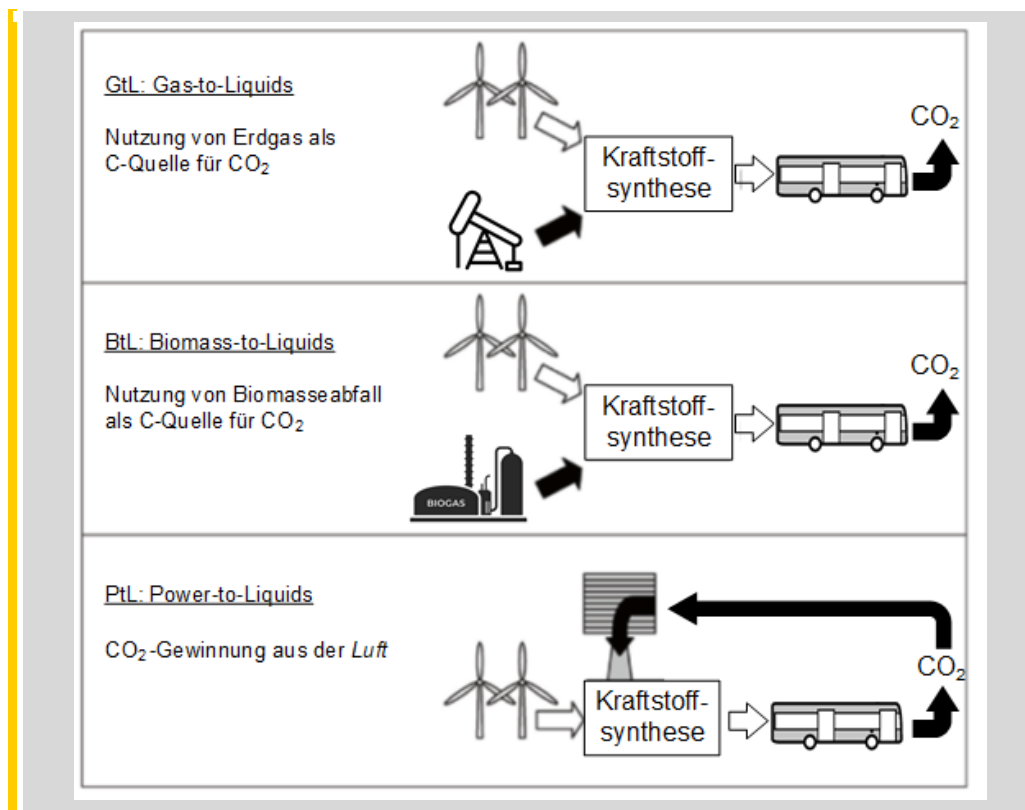 GtL: Gas-to-Liquids
Nutzung von Erdgas als
C-Quelle für CO₂
Kraftstoff-
synthese
CO₂
BtL: Biomass-to-Liquids
Nutzung von Biomasseabfall
als C-Quelle für CO₂
BIOGAS
Kraftstoff-
synthese
CO₂
PtL: Power-to-Liquids
CO₂-Gewinnung aus der Luft
Kraftstoff-
synthese
CO₂